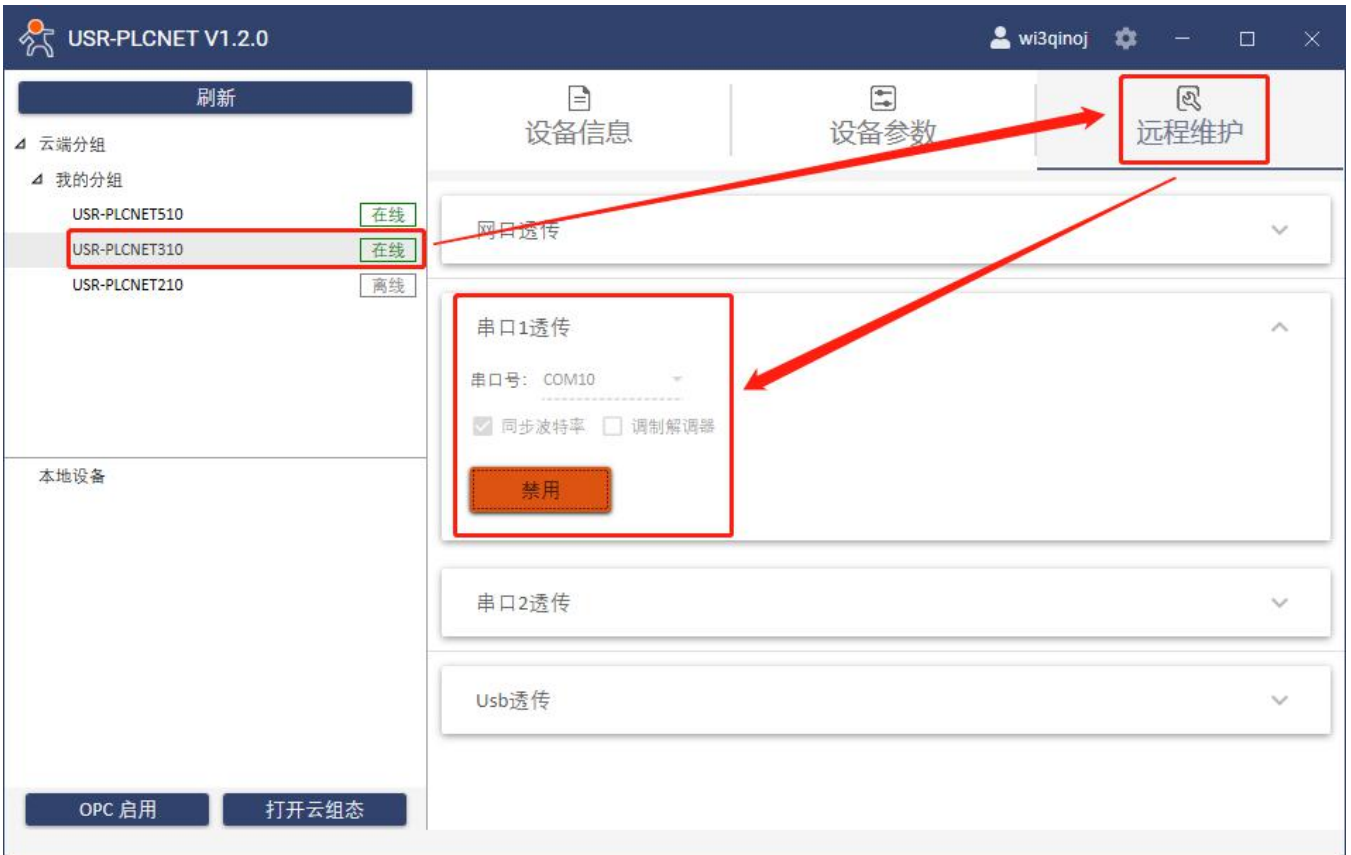 USR-PLCNET V1.2.0
wi3qinoj
刷新
云端分组
我的分组
USR-PLCNET510 在线
USR-PLCNET310 在线
USR-PLCNET210 离线
本地设备
OPC 启用
打开云组态
设备信息
设备参数
远程维护
网口透传
串口1透传
串口号： COM10
同步波特率 调制解调器
禁用
串口2透传
Usb透传